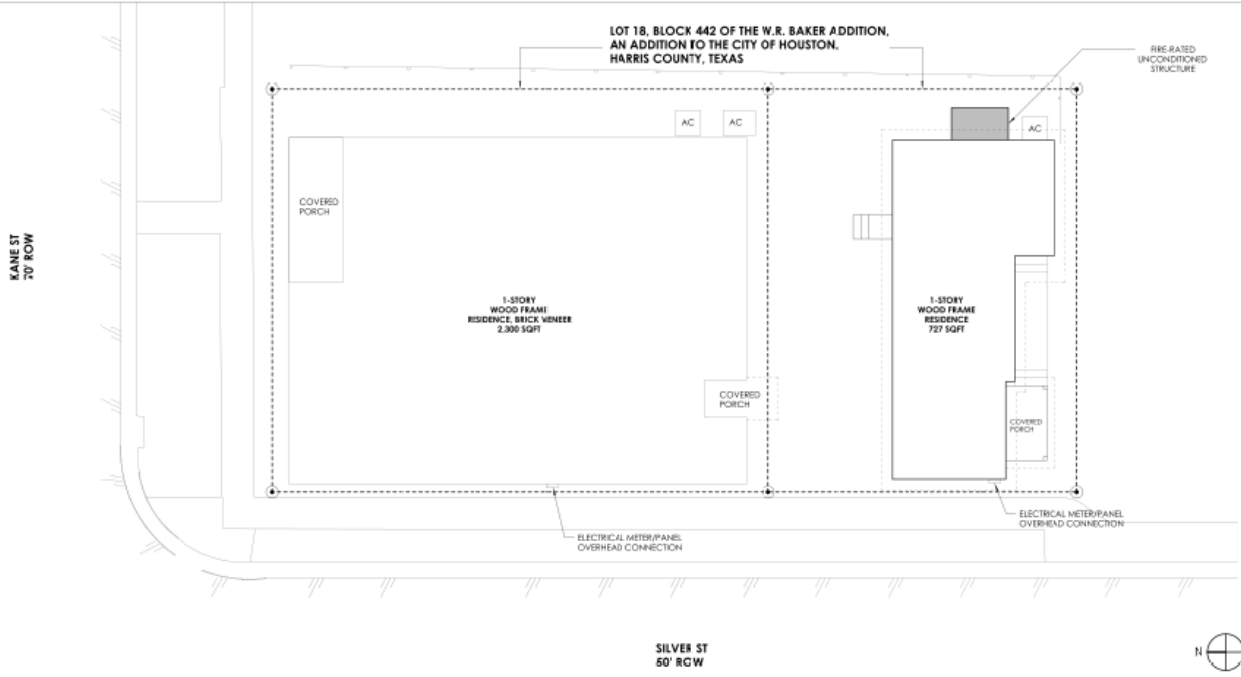 LOT 18, BLOCK 442 OF THE W.R. BAKER ADDITION,
AN ADDITION TO THE CITY OF HOUSTON,
HARRIS COUNTY, TEXAS
FIRE-RATED
UNCONDITIONED
STRUCTURE
AC
AC
AC
COVERED
PORCH
KANE ST
70' ROW
1-STORY
WOOD FRAME
RESIDENCE, BRICK VENEER
2,300 SQFT
1-STORY
WOOD FRAME
RESIDENCE
727 SQFT
COVERED
PORCH
COVERED
PORCH
ELECTRICAL METER/PANEL
OVERHEAD CONNECTION
ELECTRICAL METER/PANEL
OVERHEAD CONNECTION
SILVER ST
50' ROW
N